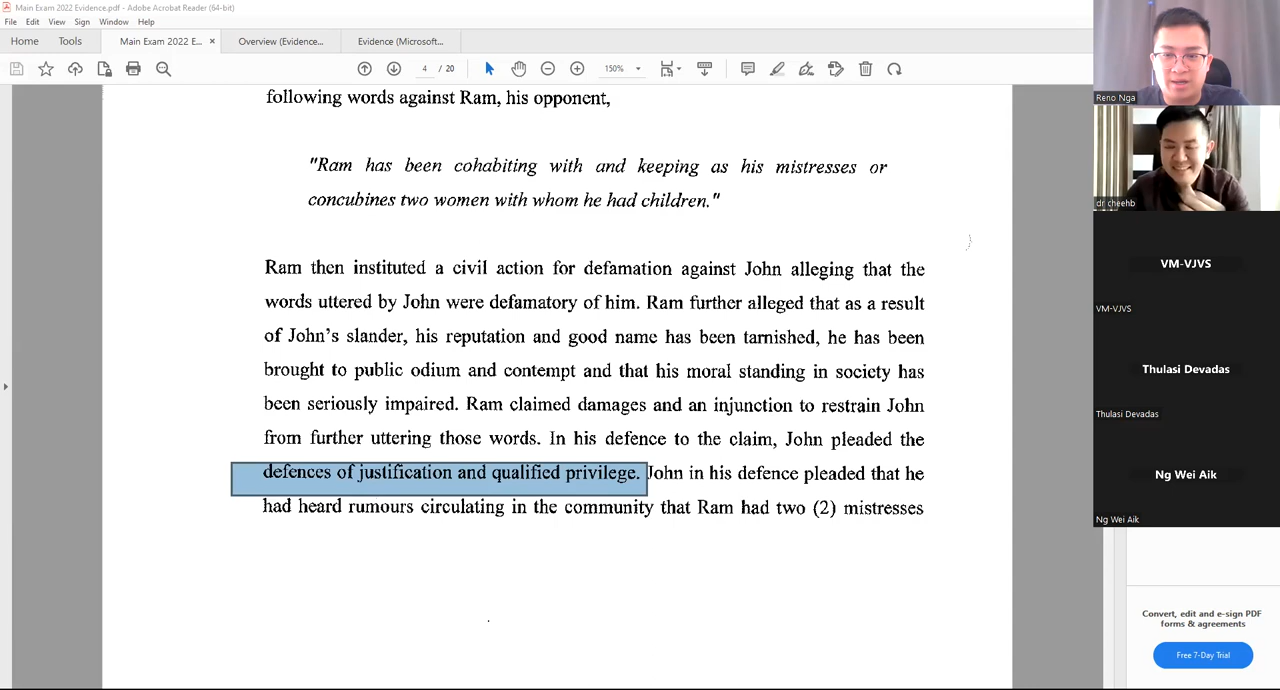 Main Exam 2022 Evidence.pdf - Adobe Acrobat Reader (64-bit)
File Edit View Sign Window Help
Home Tools Main Exam 2022 E... × Overview (Evidence... Evidence (Microsoft...
4 / 20 150%
following words against Ram, his opponent,
"Ram has been cohabiting with and keeping as his mistresses or
concubines two women with whom he had children."
Ram then instituted a civil action for defamation against John alleging that the
words uttered by John were defamatory of him. Ram further alleged that as a result
of John's slander, his reputation and good name has been tarnished, he has been
brought to public odium and contempt and that his moral standing in society has
been seriously impaired. Ram claimed damages and an injunction to restrain John
from further uttering those words. In his defence to the claim, John pleaded the
defences of justification and qualified privilege. John in his defence pleaded that he
had heard rumours circulating in the community that Ram had two (2) mistresses
Reno Nga
dr cheehb
VM-VJVS
VM-VJVS
Thulasi Devadas
Thulasi Devadas
Ng Wei Aik
Ng Wei Aik
Convert, edit and e-sign PDF
forms & agreements
Free 7-Day Trial